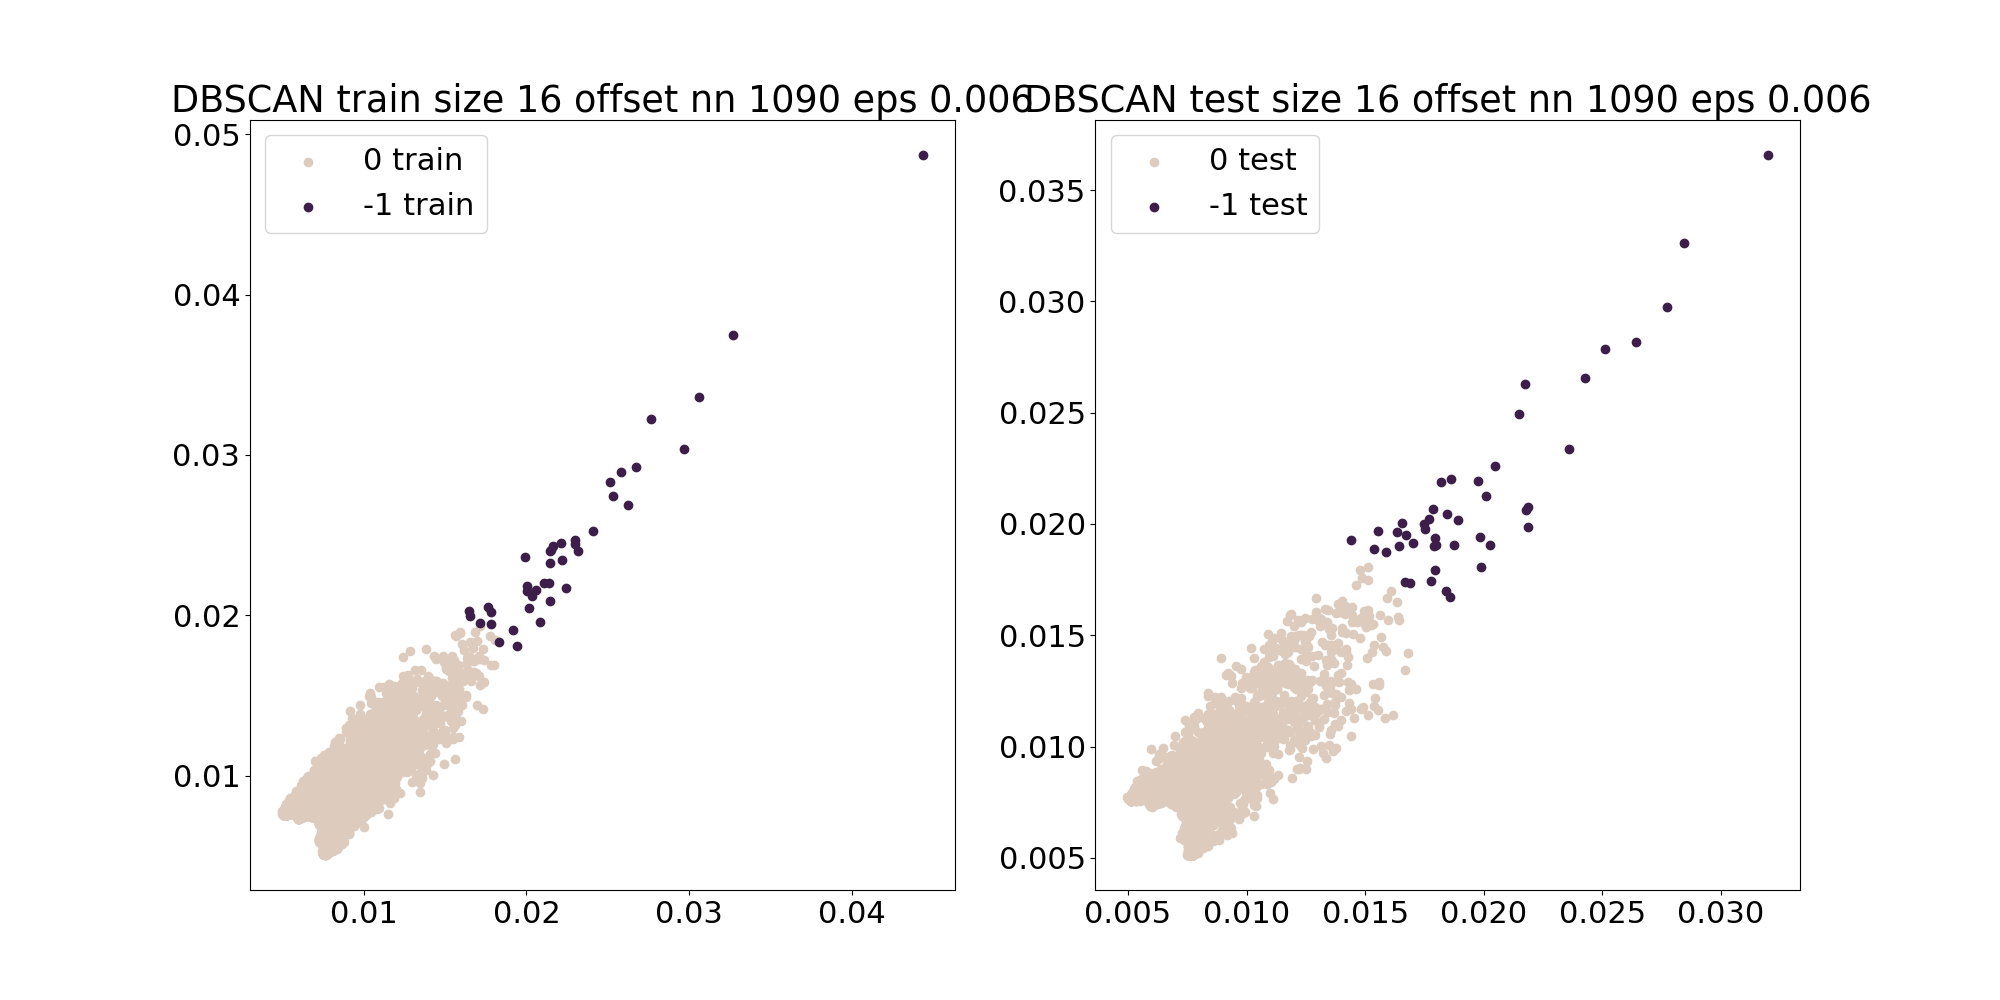 DBSCAN train size 16 offset nn 1090 eps 0.006
0 train
-1 train
0.05
0.04
0.03
0.02
0.01
0.01 0.02 0.03 0.04
DBSCAN test size 16 offset nn 1090 eps 0.006
0 test
-1 test
0.035
0.030
0.025
0.020
0.015
0.010
0.005
0.005 0.010 0.015 0.020 0.025 0.030